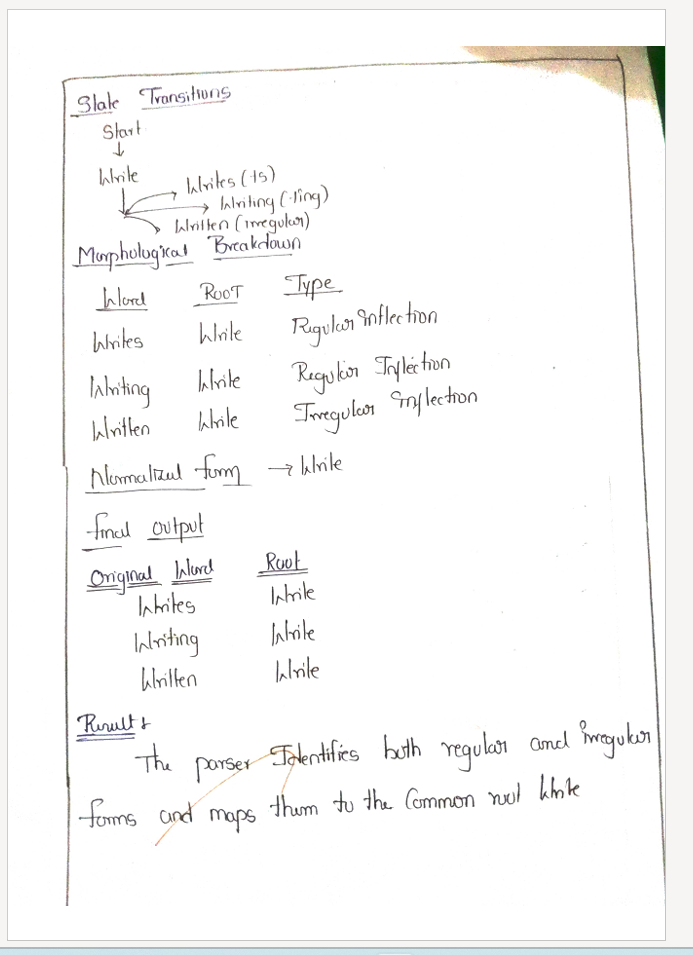 State Transitions
Start
↓
Write
→ Writes (+s)
→ Writing (-ing)
→ Written (irregular)
Morphological Breakdown
Word Root Type
Writes Write Regular Inflection
Writing Write Regular Inflection
Written Write Irregular Inflection
Normalized form → Write
final output
Original Word Root
Writes Write
Writing Write
Written Write
Result :
The parser Identifies both regular and irregular
forms and maps them to the Common root Write